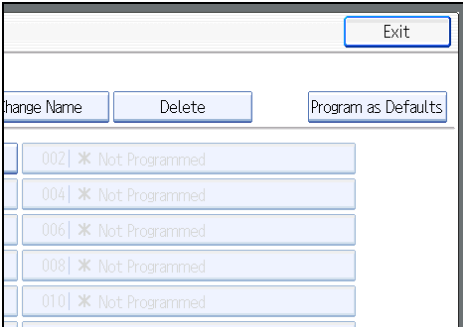 Exit
Change Name Delete Program as Defaults
002 ✱ Not Programmed
004 ✱ Not Programmed
006 ✱ Not Programmed
008 ✱ Not Programmed
010 ✱ Not Programmed